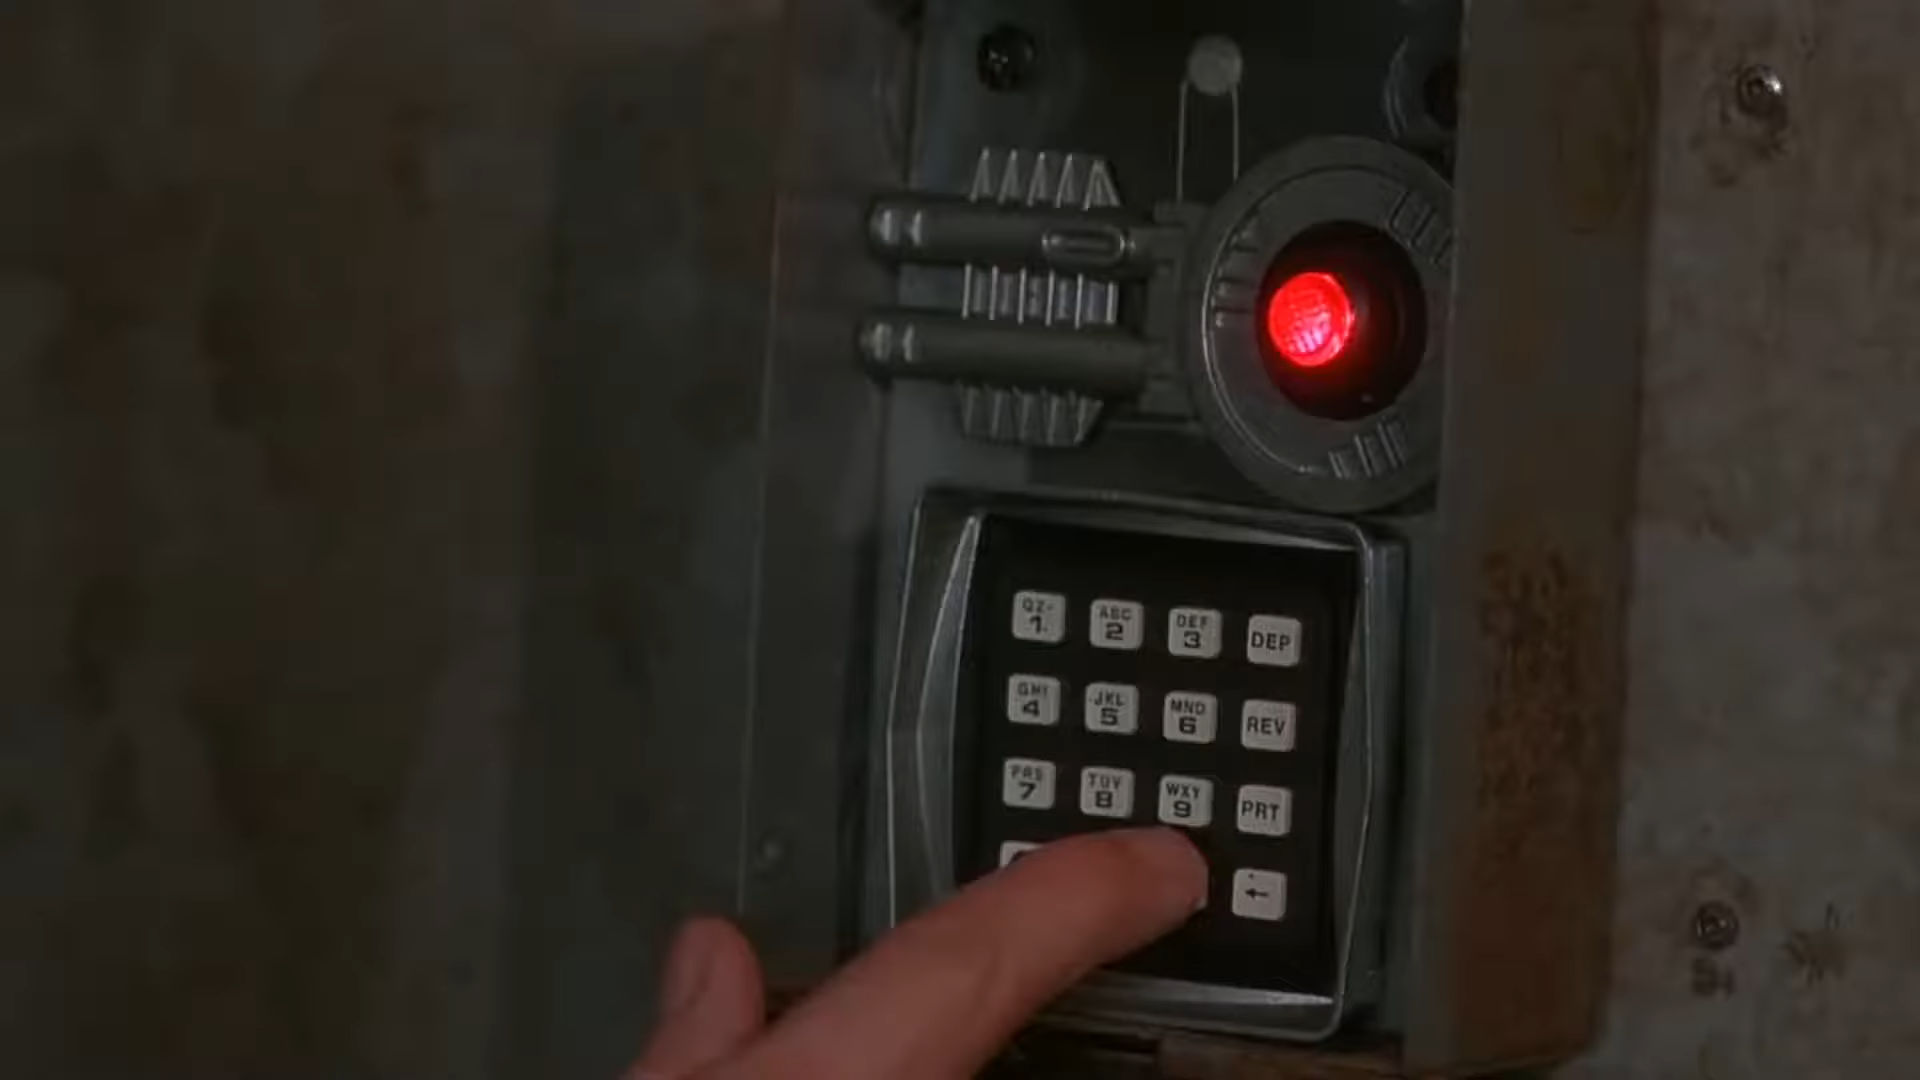 QZ ABC DEF
1 2 3 DEP
GHI JKL MNO
4 5 6 REV
PRS TUV WXY
7 8 9 PRT
←